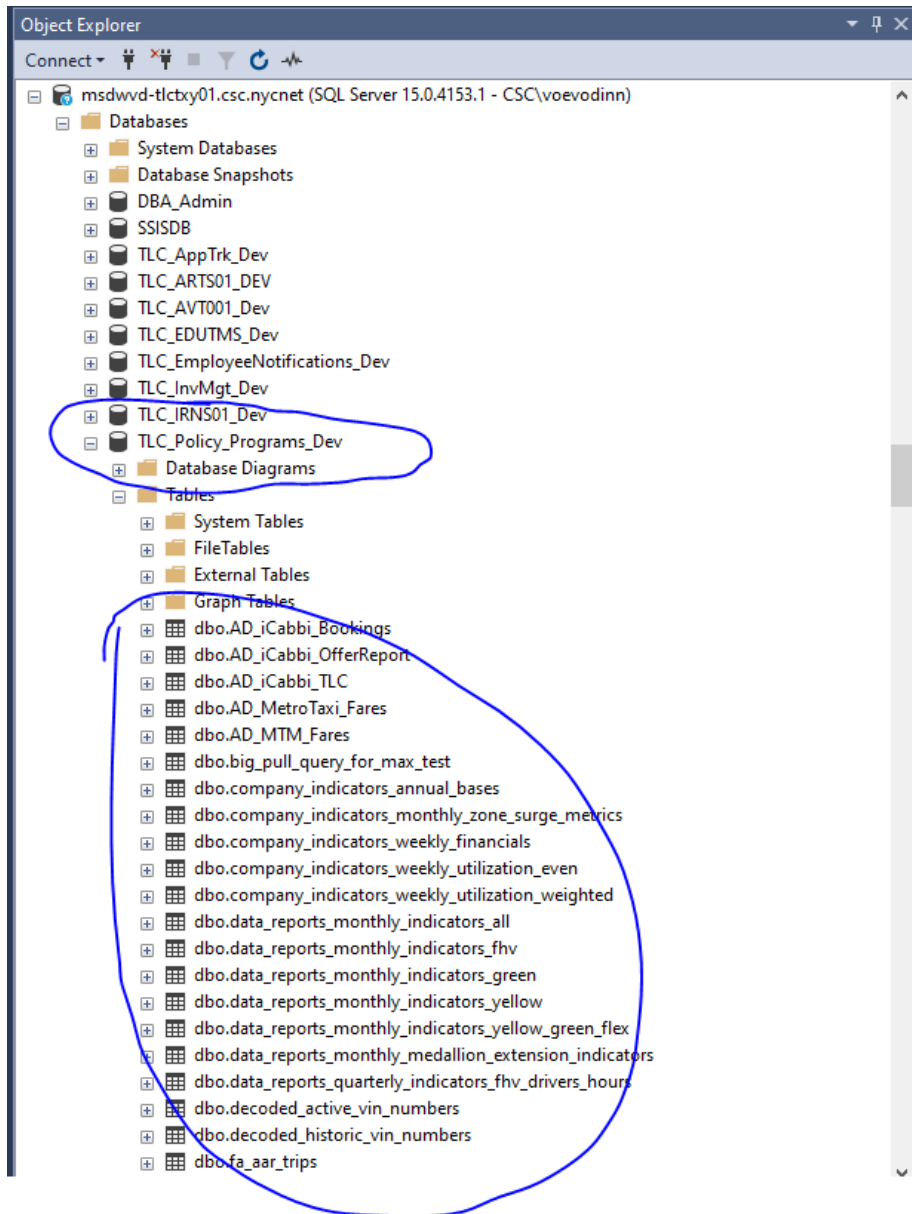 Object Explorer
Connect
msdwvd-tlctxy01.csc.nycnet (SQL Server 15.0.4153.1 - CSC\voevodinn)
Databases
System Databases
Database Snapshots
DBA_Admin
SSISDB
TLC_AppTrk_Dev
TLC_ARTS01_DEV
TLC_AVT001_Dev
TLC_EDUTMS_Dev
TLC_EmployeeNotifications_Dev
TLC_InvMgt_Dev
TLC_IRNS01_Dev
TLC_Policy_Programs_Dev
Database Diagrams
Tables
System Tables
FileTables
External Tables
Graph Tables
dbo.AD_iCabbi_Bookings
dbo.AD_iCabbi_OfferReport
dbo.AD_iCabbi_TLC
dbo.AD_MetroTaxi_Fares
dbo.AD_MTM_Fares
dbo.big_pull_query_for_max_test
dbo.company_indicators_annual_bases
dbo.company_indicators_monthly_zone_surge_metrics
dbo.company_indicators_weekly_financials
dbo.company_indicators_weekly_utilization_even
dbo.company_indicators_weekly_utilization_weighted
dbo.data_reports_monthly_indicators_all
dbo.data_reports_monthly_indicators_fhv
dbo.data_reports_monthly_indicators_green
dbo.data_reports_monthly_indicators_yellow
dbo.data_reports_monthly_indicators_yellow_green_flex
dbo.data_reports_monthly_medallion_extension_indicators
dbo.data_reports_quarterly_indicators_fhv_drivers_hours
dbo.decoded_active_vin_numbers
dbo.decoded_historic_vin_numbers
dbo.fa_aar_trips